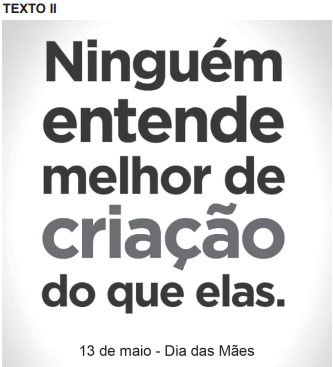 TEXTO II
Ninguém
entende
melhor de
criação
do que elas.
13 de maio - Dia das Mães